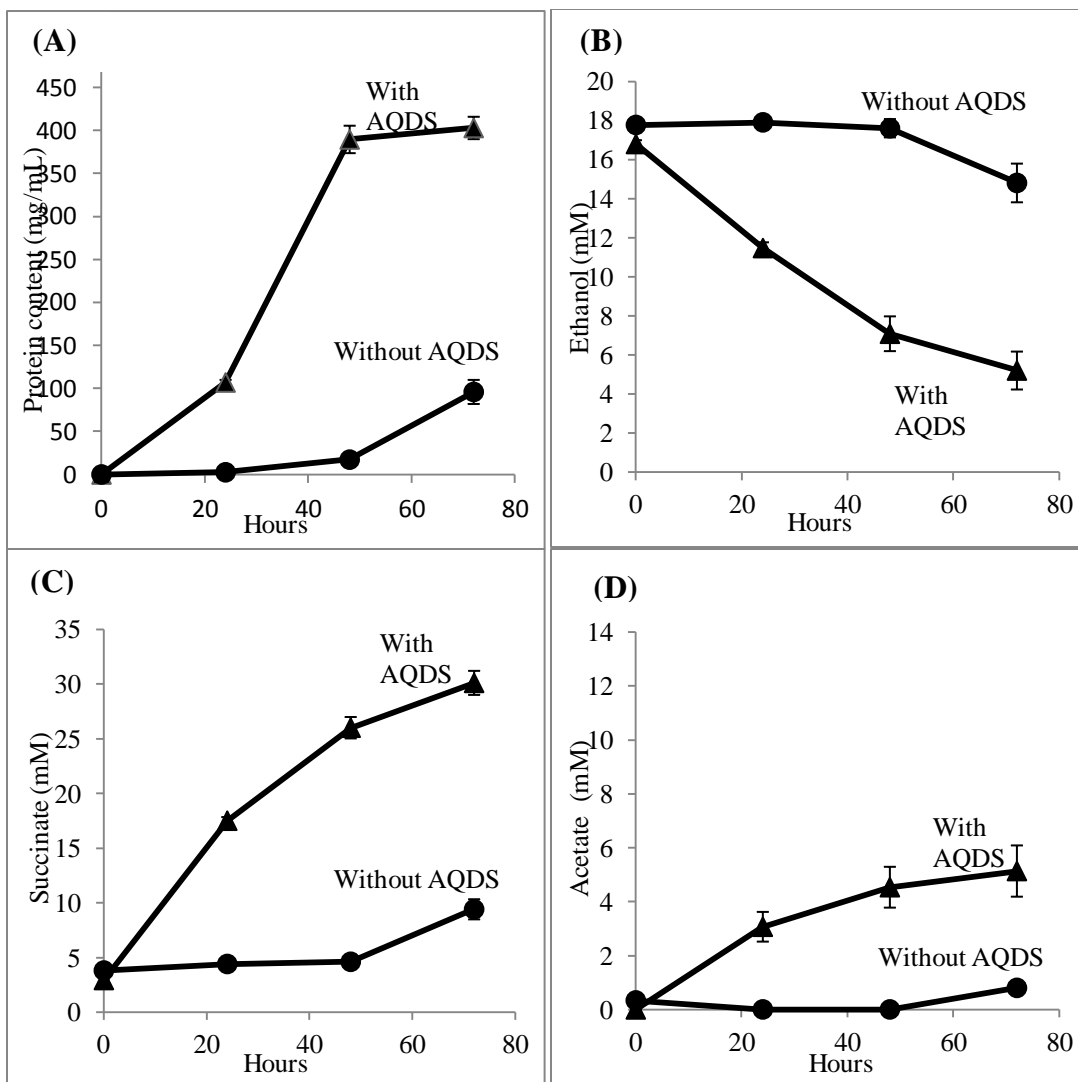 (A)
450
400
350
300
250
200
150
100
50
0
Protein content (mg/mL)
With
AQDS
Without AQDS
0 20 40 60 80
Hours
(B)
20
18
16
14
12
10
8
6
4
2
0
Ethanol (mM)
Without AQDS
With
AQDS
0 20 40 60 80
Hours
(C)
35
30
25
20
15
10
5
0
Succinate (mM)
With
AQDS
Without AQDS
0 20 40 60 80
Hours
(D)
14
12
10
8
6
4
2
0
Acetate (mM)
With
AQDS
Without AQDS
0 20 40 60 80
Hours